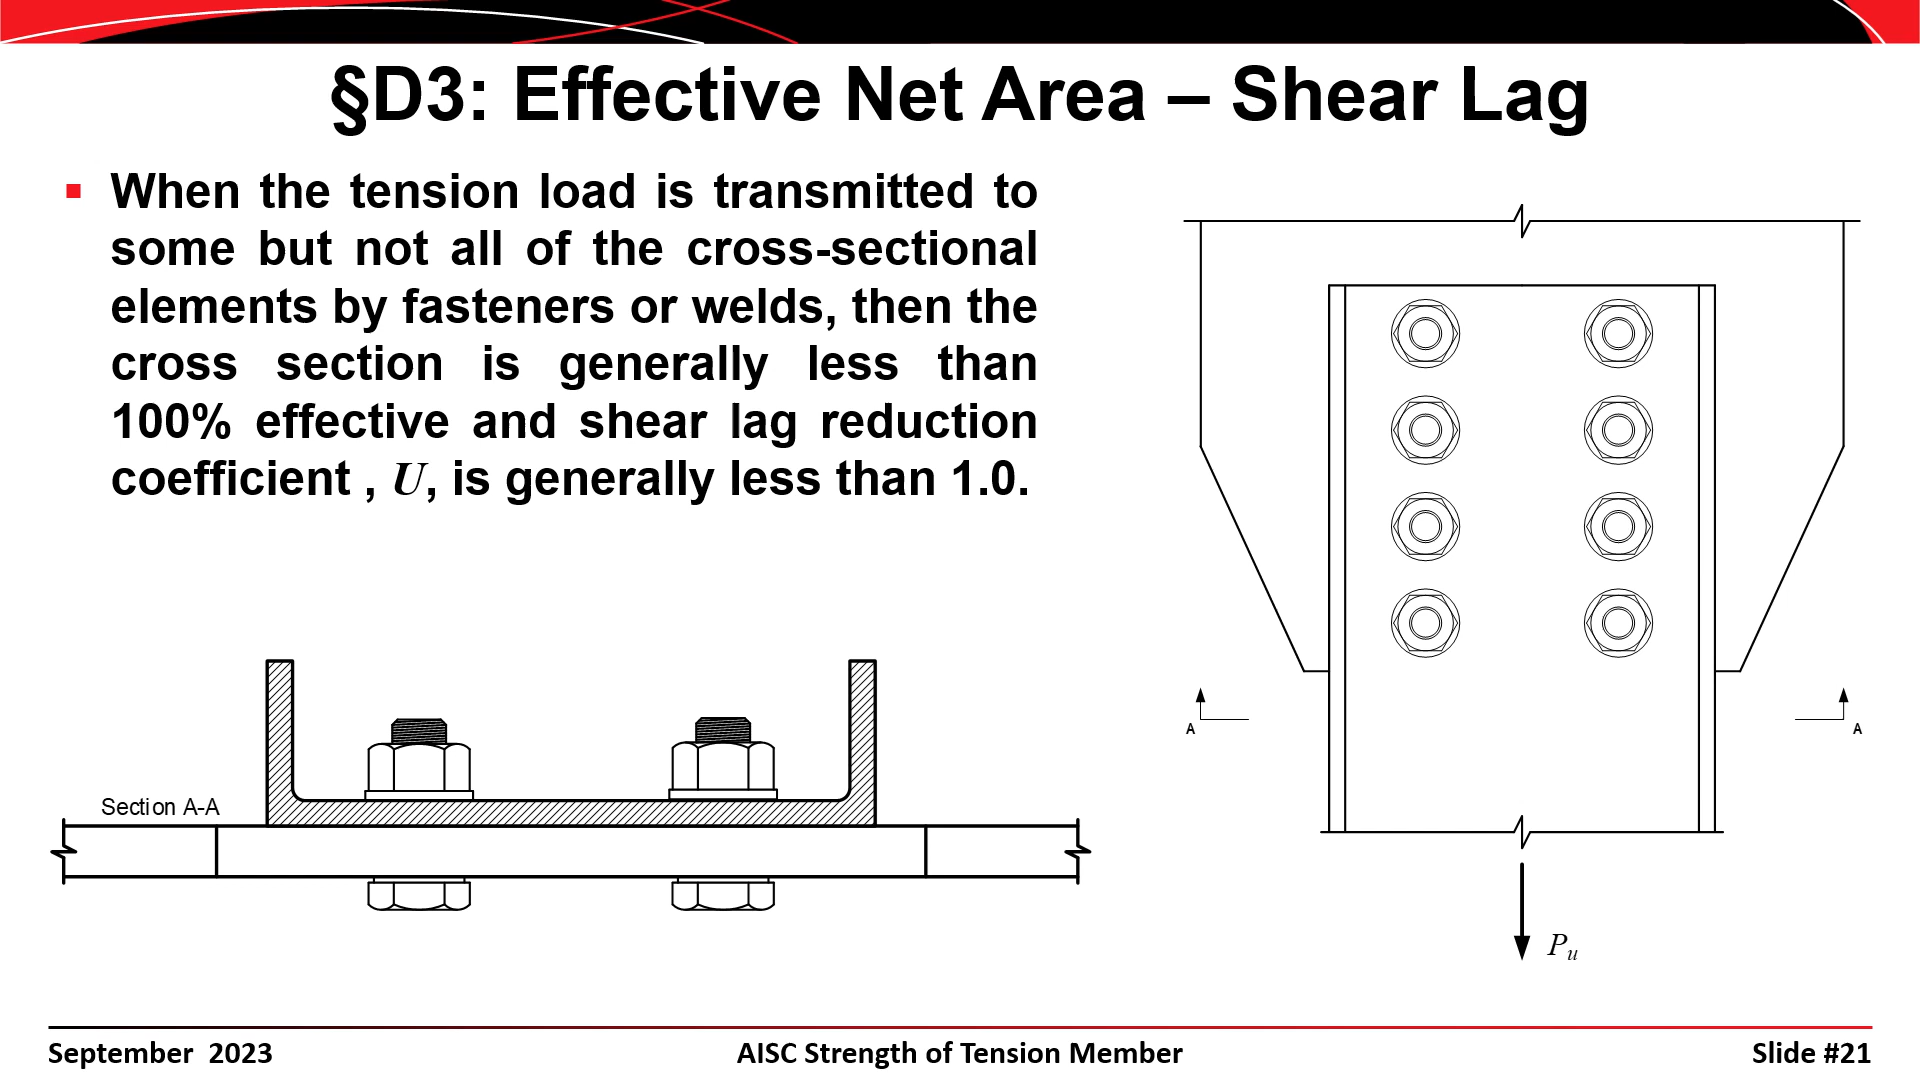 §D3: Effective Net Area – Shear Lag
▪ When the tension load is transmitted to
some but not all of the cross-sectional
elements by fasteners or welds, then the
cross section is generally less than
100% effective and shear lag reduction
coefficient , U, is generally less than 1.0.
A
A
Section A-A
Pu
September 2023
AISC Strength of Tension Member
Slide #21